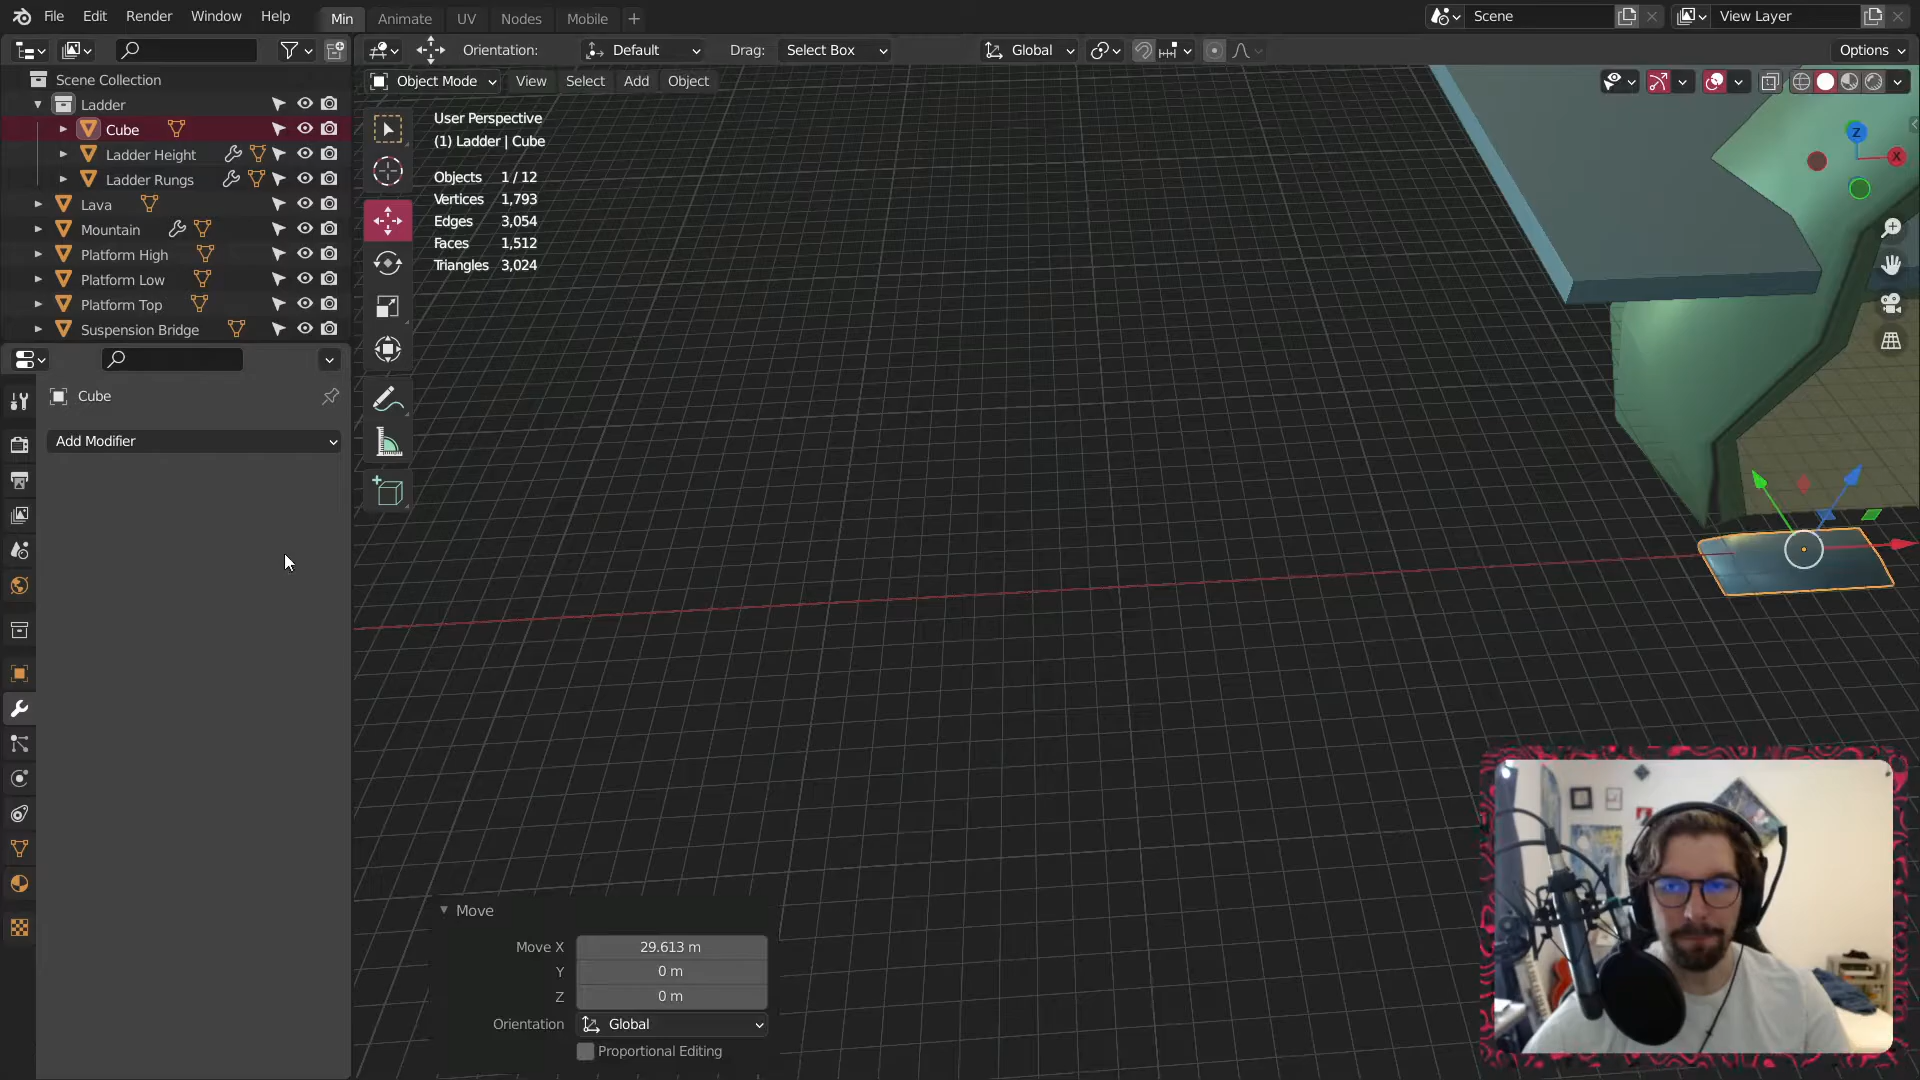 File Edit Render Window Help Min Animate UV Nodes Mobile + Scene View Layer
Orientation: Default Drag: Select Box Global Options
Scene Collection
Object Mode View Select Add Object
Ladder
Cube
Ladder Height
Ladder Rungs
Lava
Mountain
Platform High
Platform Low
Platform Top
Suspension Bridge
User Perspective
(1) Ladder | Cube
Objects 1 / 12
Vertices 1,793
Edges 3,054
Faces 1,512
Triangles 3,024
Z
X
Cube
Add Modifier
Move
Move X 29.613 m
Y 0 m
Z 0 m
Orientation Global
Proportional Editing